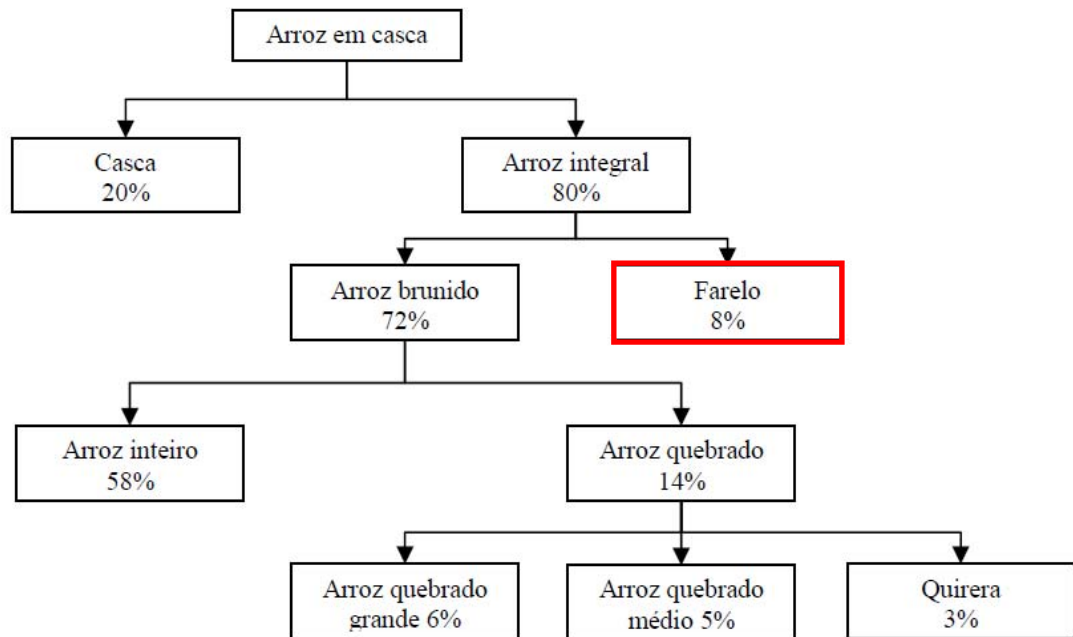 Arroz em casca
Casca
20%
Arroz integral
80%
Arroz brunido
72%
Farelo
8%
Arroz inteiro
58%
Arroz quebrado
14%
Arroz quebrado
grande 6%
Arroz quebrado
médio 5%
Quirera
3%